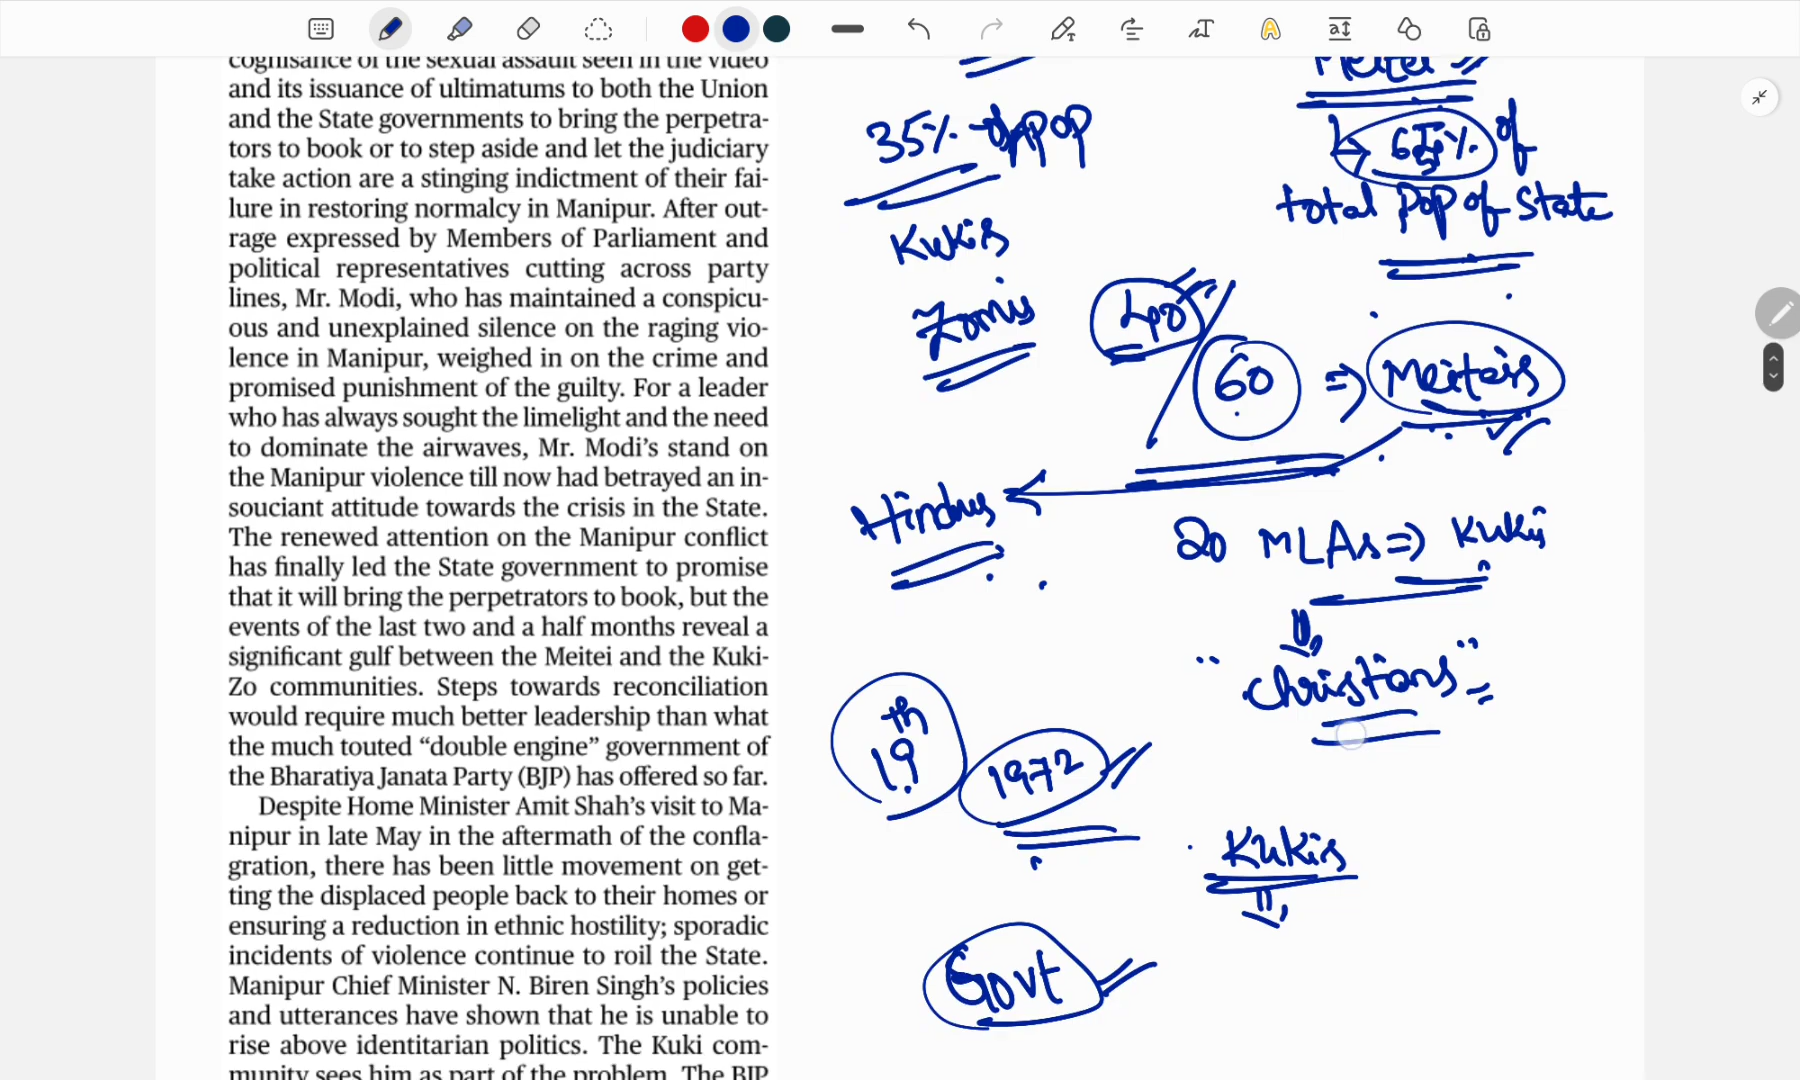 cognisance of the sexual assault seen in the video
and its issuance of ultimatums to both the Union
and the State governments to bring the perpetra-
tors to book or to step aside and let the judiciary
take action are a stinging indictment of their fai-
lure in restoring normalcy in Manipur. After out-
rage expressed by Members of Parliament and
political representatives cutting across party
lines, Mr. Modi, who has maintained a conspicu-
ous and unexplained silence on the raging vio-
lence in Manipur, weighed in on the crime and
promised punishment of the guilty. For a leader
who has always sought the limelight and the need
to dominate the airwaves, Mr. Modi’s stand on
the Manipur violence till now had betrayed an in-
souciant attitude towards the crisis in the State.
The renewed attention on the Manipur conflict
has finally led the State government to promise
that it will bring the perpetrators to book, but the
events of the last two and a half months reveal a
significant gulf between the Meitei and the Kuki-
Zo communities. Steps towards reconciliation
would require much better leadership than what
the much touted “double engine” government of
the Bharatiya Janata Party (BJP) has offered so far.
Despite Home Minister Amit Shah’s visit to Ma-
nipur in late May in the aftermath of the confla-
gration, there has been little movement on get-
ting the displaced people back to their homes or
ensuring a reduction in ethnic hostility; sporadic
incidents of violence continue to roil the State.
Manipur Chief Minister N. Biren Singh’s policies
and utterances have shown that he is unable to
rise above identitarian politics. The Kuki com-
munity sees him as part of the problem. The BJP
Meitei
35% of pop
of
total pop of State
Kukis
Zomis
40/60 => Meiteis
Hindus
20 MLAs => Kukis
"Christians"
19th
1972
Kukis
Govt